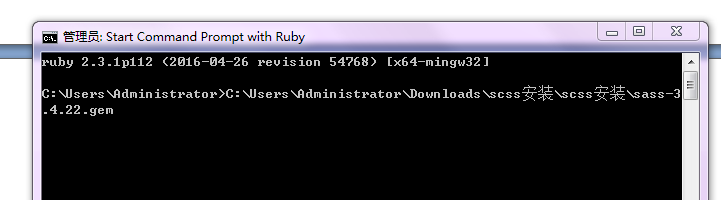 管理员: Start Command Prompt with Ruby
ruby 2.3.1p112 (2016-04-26 revision 54768) [x64-mingw32]
C:\Users\Administrator>C:\Users\Administrator\Downloads\scss安装\scss安装\sass-3
.4.22.gem